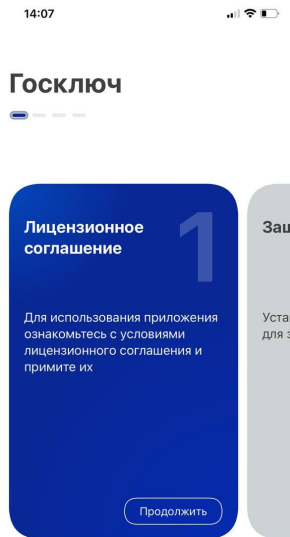 14:07
Госключ
1
Лицензионное
соглашение
Для использования приложения
ознакомьтесь с условиями
лицензионного соглашения и
примите их
Продолжить